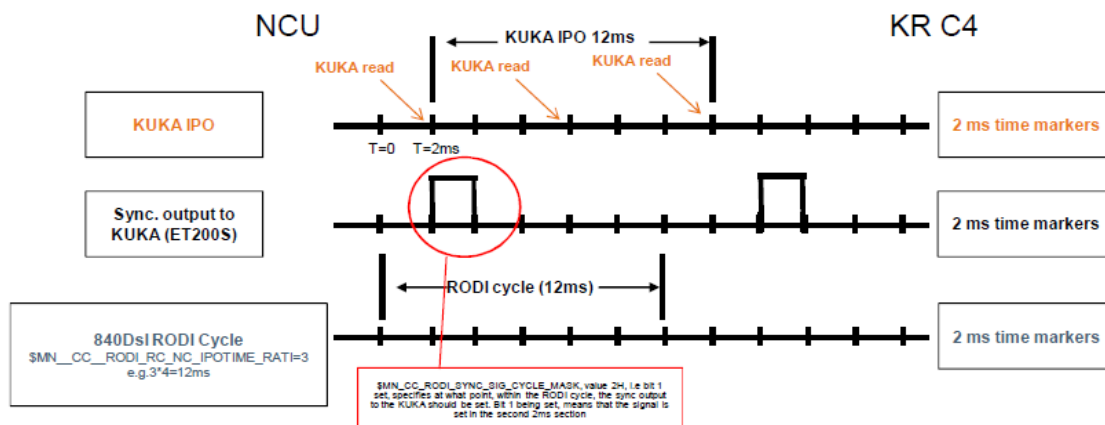 NCU
KR C4
KUKA IPO 12ms
KUKA read
KUKA read
KUKA read
KUKA IPO
T=0
T=2ms
2 ms time markers
Sync. output to
KUKA (ET200S)
2 ms time markers
RODI cycle (12ms)
840Dsl RODI Cycle
$MN__CC__RODI_RC_NC_IPOTIME_RATI=3
e.g.3*4=12ms
2 ms time markers
$MN_CC_RODI_SYNC_SIG_CYCLE_MASK, value 2H, i.e bit 1
set, specifies at what point, within the RODI cycle, the sync output
to the KUKA should be set. Bit 1 being set, means that the signal is
set in the second 2ms section